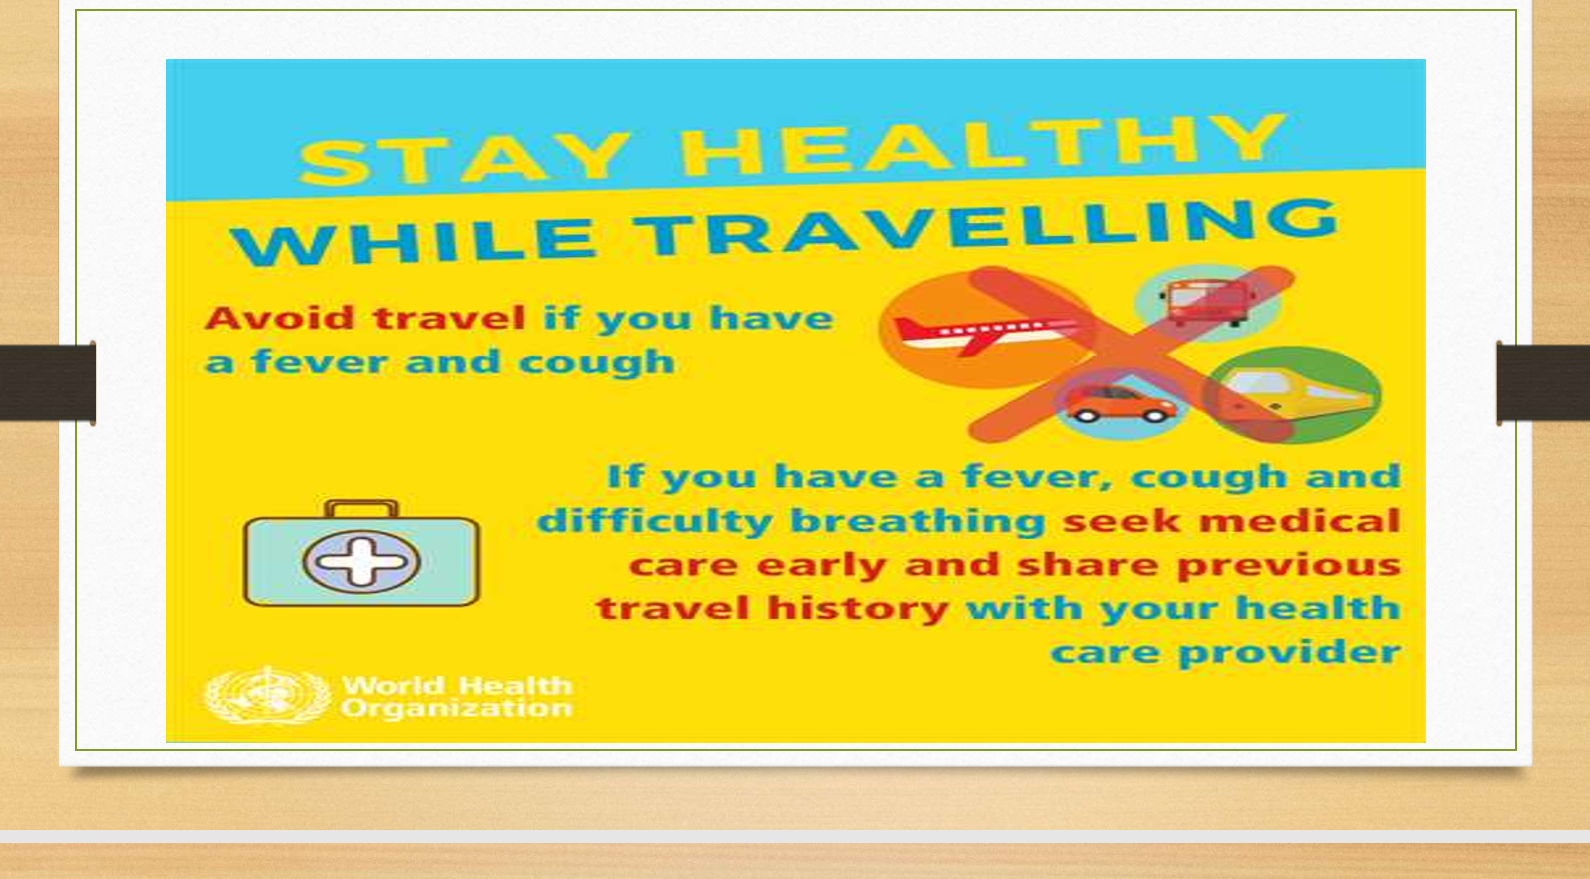 STAY HEALTHY
WHILE TRAVELLING
Avoid travel if you have
a fever and cough
If you have a fever, cough and
difficulty breathing seek medical
care early and share previous
travel history with your health
care provider
World Health
Organization